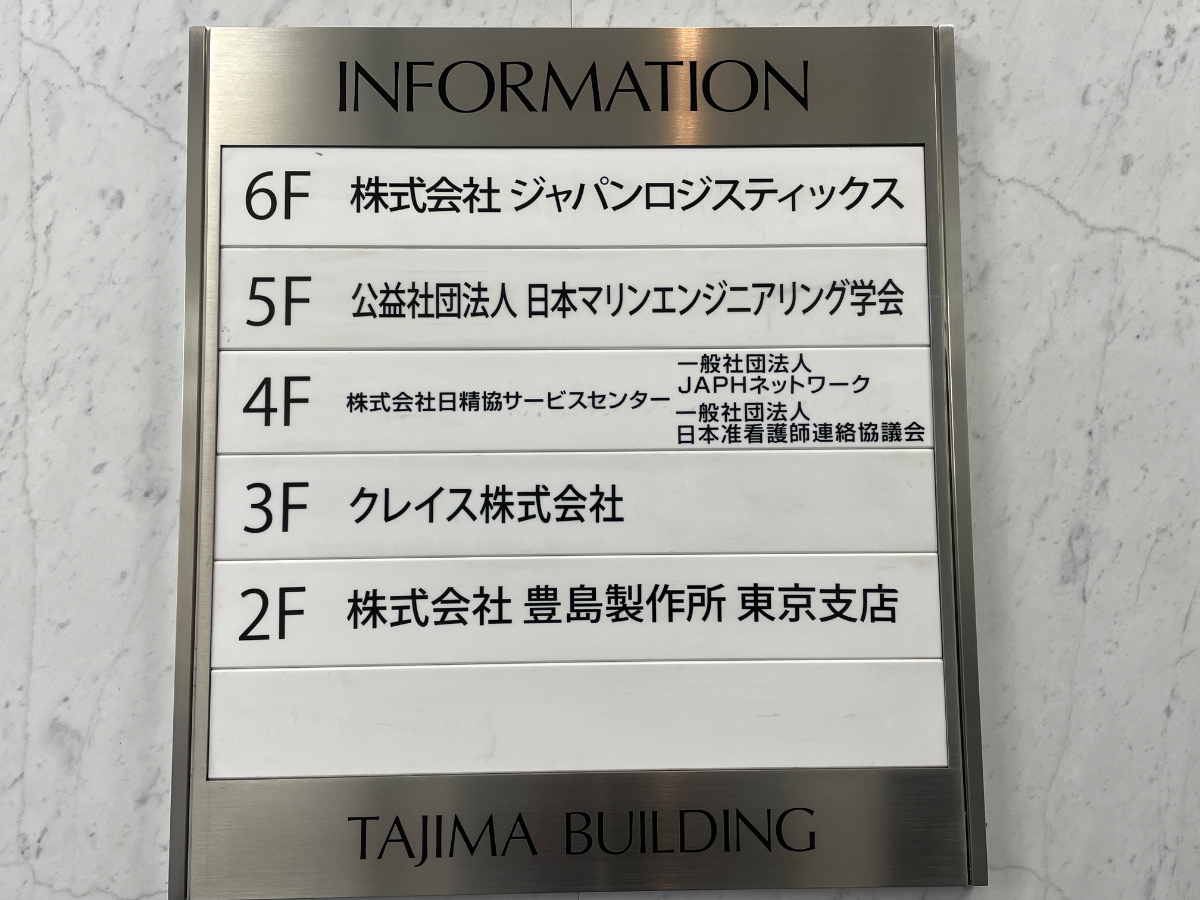 INFORMATION
6F 株式会社 ジャパンロジスティックス
5F 公益社団法人 日本マリンエンジニアリング学会
4F 株式会社日精協サービスセンター
一般社団法人
JAPHネットワーク
一般社団法人
日本准看護師連絡協議会
3F クレイス株式会社
2F 株式会社 豊島製作所 東京支店
TAJIMA BUILDING